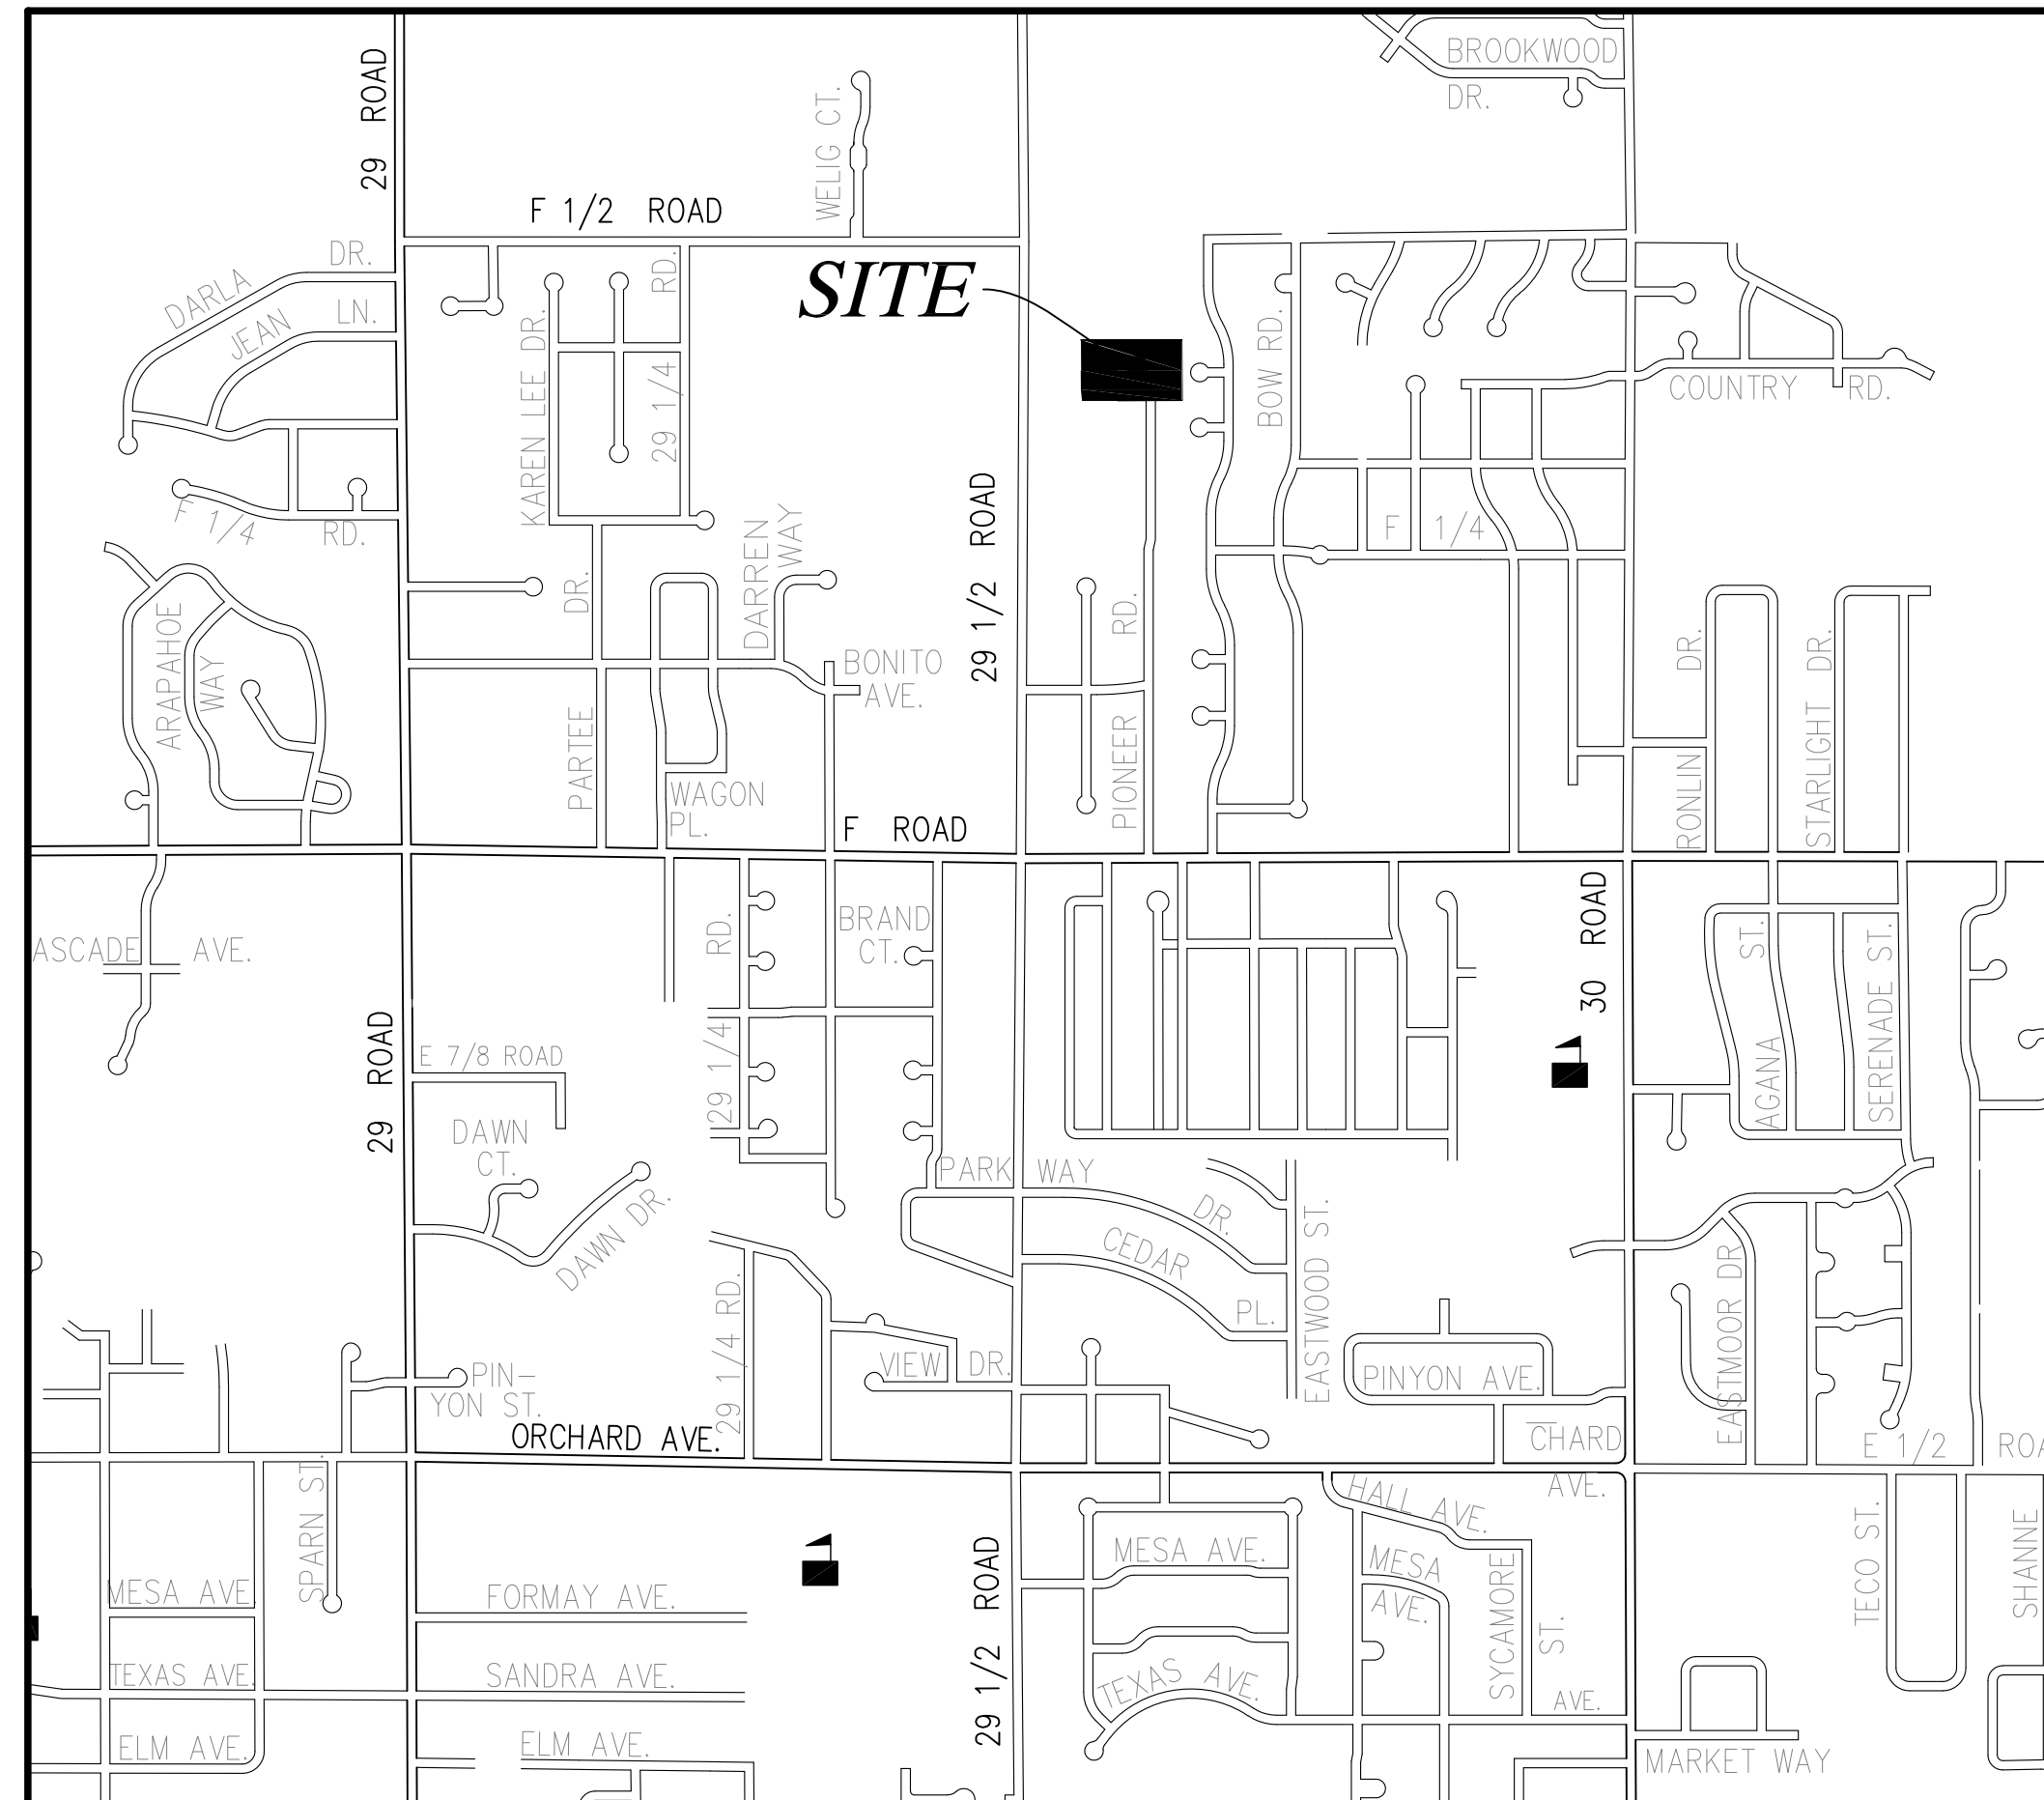 BROOKWOOD
DR.
29 ROAD
WELIG CT.
F 1/2 ROAD
DARLA DR.
JEAN LN.
SITE
KAREN LEE DR.
29 1/4 RD.
BOW RD.
COUNTRY RD.
F 1/4 RD.
F 1/4
29 1/2 ROAD
DARREN
WAY
ARAPAHOE
WAY
PARTEE DR.
BONITO
AVE.
PIONEER RD.
RONLIN DR.
STARLIGHT DR.
WAGON
PL.
F ROAD
ASCADE AVE.
29 1/4 RD.
BRAND
CT.
30 ROAD
AGANA ST.
SERENADE ST.
29 ROAD
E 7/8 ROAD
DAWN
CT.
DAWN DR.
PARK WAY DR.
CEDAR PL.
EASTWOOD ST.
EASTMOOR DR
29 1/4 RD.
VIEW DR.
PIN-
YON ST.
PINYON AVE.
ORCHARD AVE.
CHARD
AVE.
E 1/2 ROA
SPARN ST.
HALL AVE.
MESA AVE.
MESA
AVE.
SYCAMORE ST.
TECO ST.
SHANNE
MESA AVE.
FORMAY AVE.
29 1/2 ROAD
TEXAS AVE.
SANDRA AVE.
TEXAS AVE.
AVE.
ELM AVE.
ELM AVE.
MARKET WAY